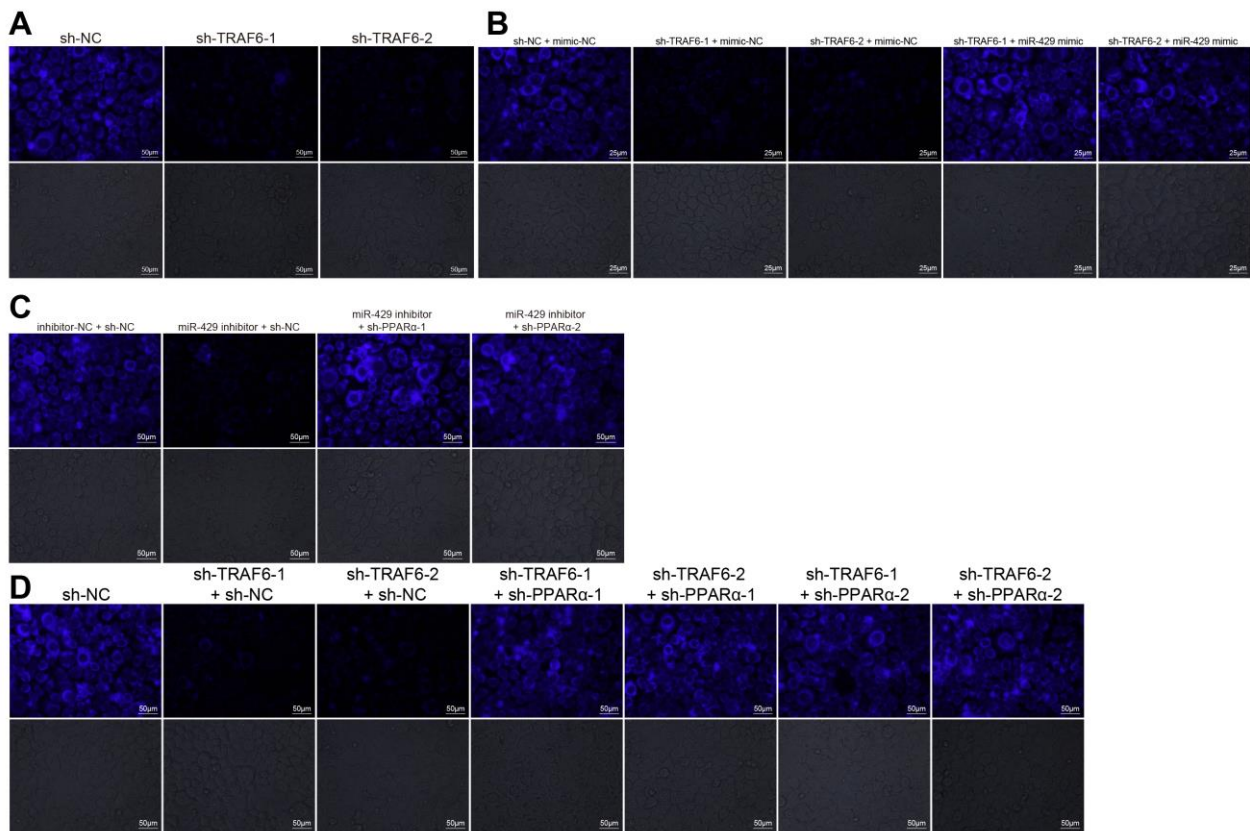 A
sh-NC sh-TRAF6-1 sh-TRAF6-2
50μm 50μm 50μm
50μm 50μm 50μm
B
sh-NC + mimic-NC sh-TRAF6-1 + mimic-NC sh-TRAF6-2 + mimic-NC sh-TRAF6-1 + miR-429 mimic sh-TRAF6-2 + miR-429 mimic
25μm 25μm 25μm 25μm 25μm
25μm 25μm 25μm 25μm 25μm
C
inhibitor-NC + sh-NC miR-429 inhibitor + sh-NC
miR-429 inhibitor
+ sh-PPARα-1
miR-429 inhibitor
+ sh-PPARα-2
50μm 50μm 50μm 50μm
50μm 50μm 50μm 50μm
D
sh-NC
sh-TRAF6-1
+ sh-NC
sh-TRAF6-2
+ sh-NC
sh-TRAF6-1
+ sh-PPARα-1
sh-TRAF6-2
+ sh-PPARα-1
sh-TRAF6-1
+ sh-PPARα-2
sh-TRAF6-2
+ sh-PPARα-2
50μm 50μm 50μm 50μm 50μm 50μm 50μm
50μm 50μm 50μm 50μm 50μm 50μm 50μm